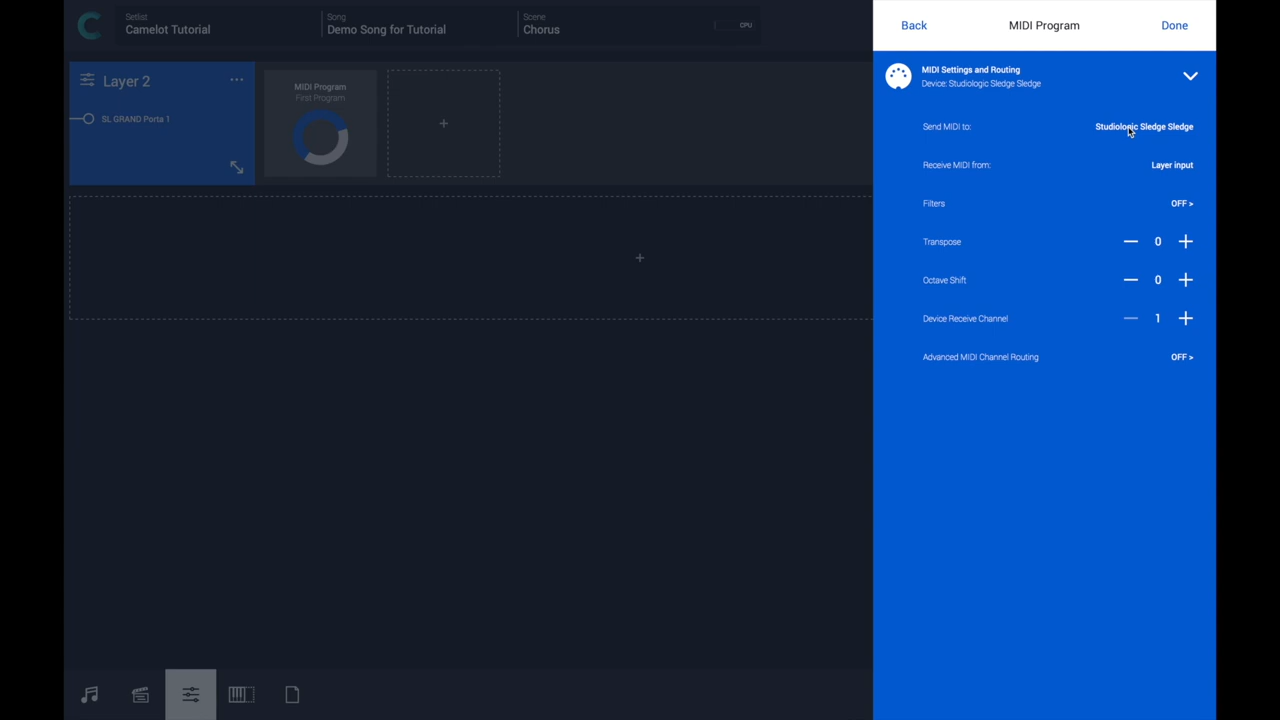 Setlist
Camelot Tutorial
Song
Demo Song for Tutorial
Scene
Chorus
CPU
Layer 2
SL GRAND Porta 1
MIDI Program
First Program
+
+
Back
MIDI Program
Done
MIDI Settings and Routing
Device: Studiologic Sledge Sledge
Send MIDI to:
Studiologic Sledge Sledge
Receive MIDI from:
Layer input
Filters
OFF >
Transpose
— 0 +
Octave Shift
— 0 +
Device Receive Channel
— 1 +
Advanced MIDI Channel Routing
OFF >